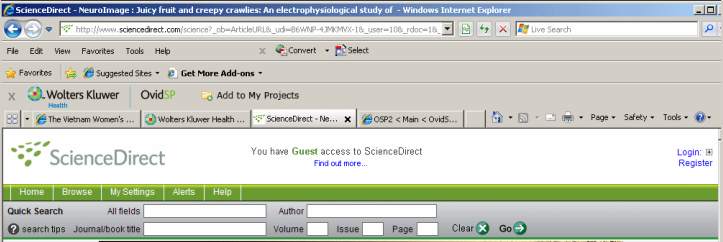 ScienceDirect - NeuroImage : Juicy fruit and creepy crawlies: An electrophysiological study of - Windows Internet Explorer
http://www.sciencedirect.com/science?_ob=ArticleURL&_udi=B6WNP-4JMKMVX-1&_user=10&_rdoc=1&_ Live Search
File Edit View Favorites Tools Help x Convert Select
Favorites Suggested Sites Get More Add-ons
x Wolters Kluwer Health OvidSP Add to My Projects
The Vietnam Women's ... Wolters Kluwer Health ... ScienceDirect - Ne... X OSP2 < Main < OvidS... Page Safety Tools
ScienceDirect You have Guest access to ScienceDirect Login:
Find out more... Register
Home Browse My Settings Alerts Help
Quick Search All fields Author
? search tips Journal/book title Volume Issue Page Clear Go